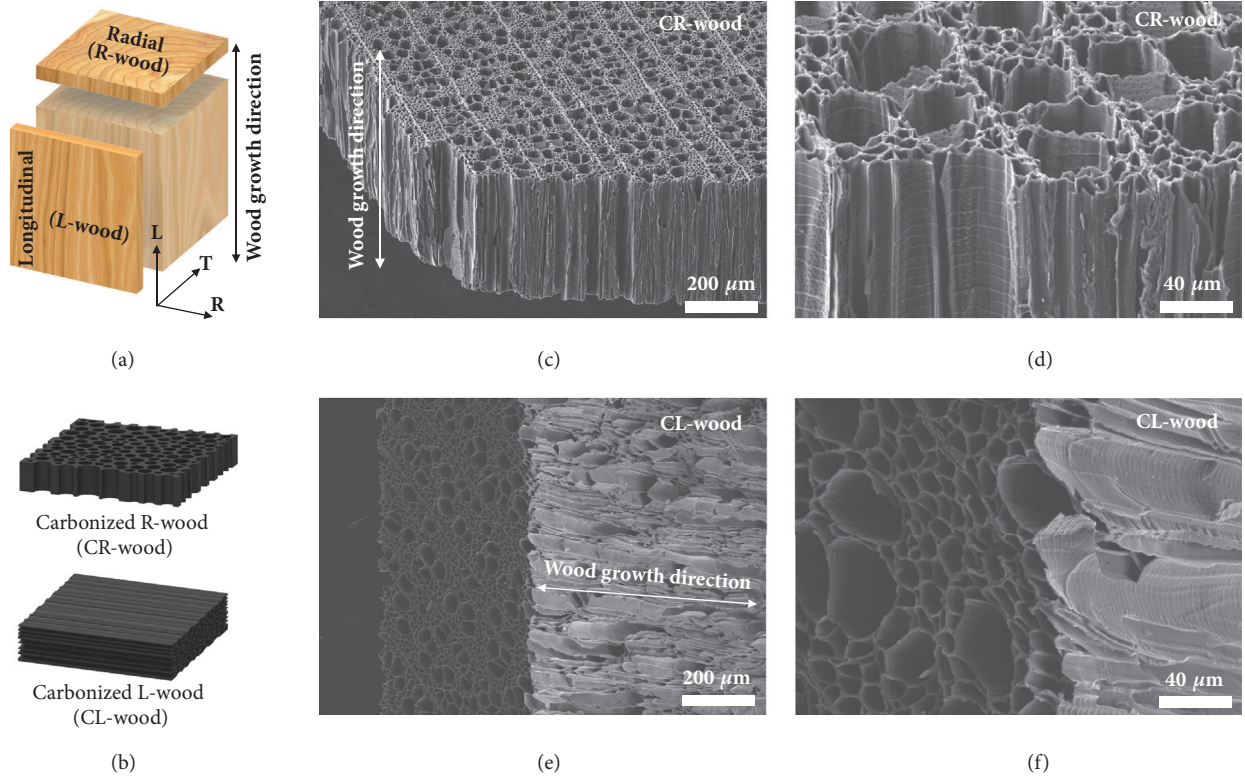 Radial
(R-wood)
Longitudinal
(L-wood)
Wood growth direction
L
T
R
(a)
Carbonized R-wood
(CR-wood)
Carbonized L-wood
(CL-wood)
(b)
CR-wood
Wood growth direction
200 μm
(c)
CR-wood
40 μm
(d)
CL-wood
Wood growth direction
200 μm
(e)
CL-wood
40 μm
(f)